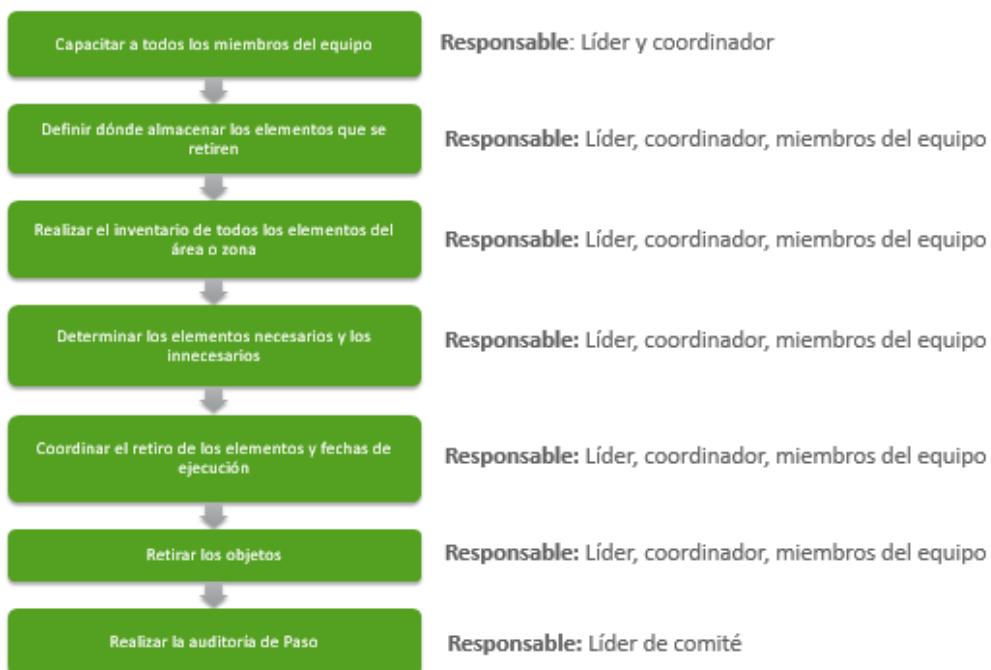 Capacitar a todos los miembros del equipo
Responsable: Líder y coordinador
Definir dónde almacenar los elementos que se
retiren
Responsable: Líder, coordinador, miembros del equipo
Realizar el inventario de todos los elementos del
área o zona
Responsable: Líder, coordinador, miembros del equipo
Determinar los elementos necesarios y los
innecesarios
Responsable: Líder, coordinador, miembros del equipo
Coordinar el retiro de los elementos y fechas de
ejecución
Responsable: Líder, coordinador, miembros del equipo
Retirar los objetos
Responsable: Líder, coordinador, miembros del equipo
Realizar la auditoría de Paso
Responsable: Líder de comité